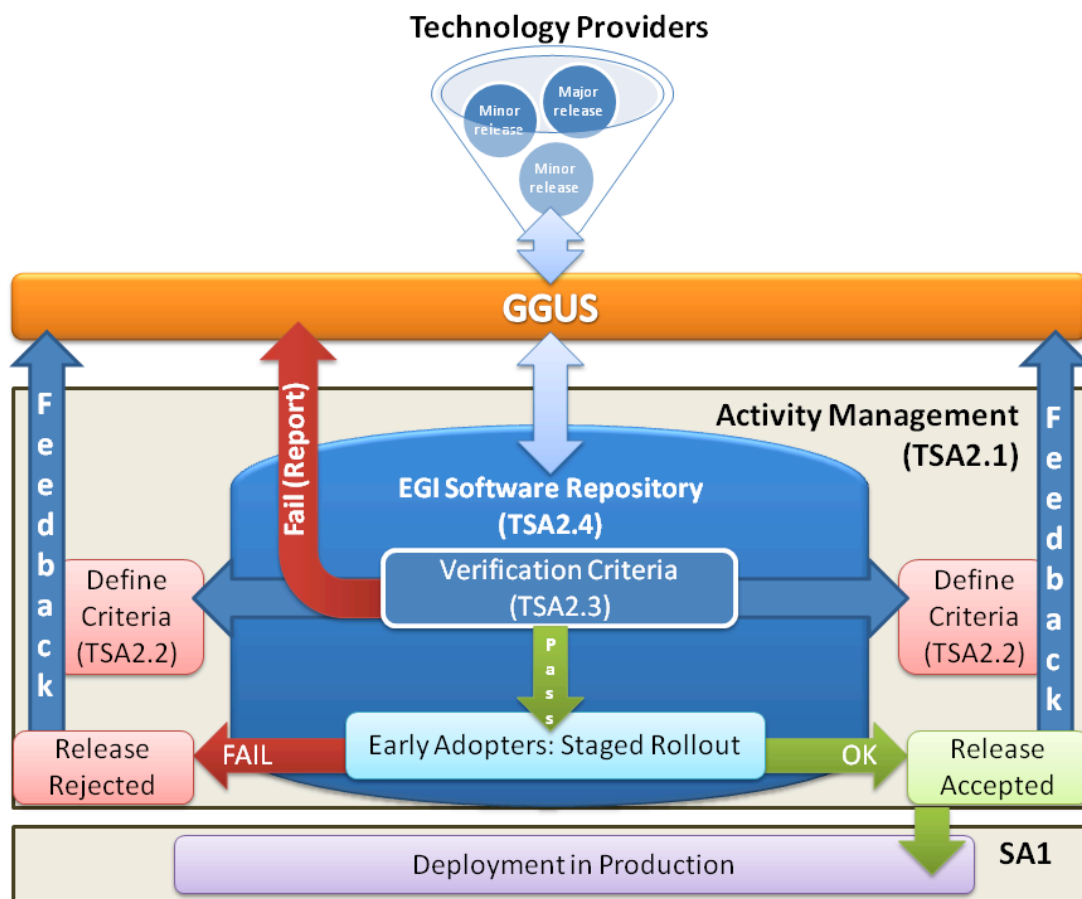 Technology Providers
Minor
release
Major
release
Minor
release
GGUS
Feedback
Fail (Report)
Activity Management
(TSA2.1)
Feedback
EGI Software Repository
(TSA2.4)
Verification Criteria
(TSA2.3)
Define
Criteria
(TSA2.2)
Define
Criteria
(TSA2.2)
Pass
Release
Rejected
FAIL
Early Adopters: Staged Rollout
OK
Release
Accepted
SA1
Deployment in Production